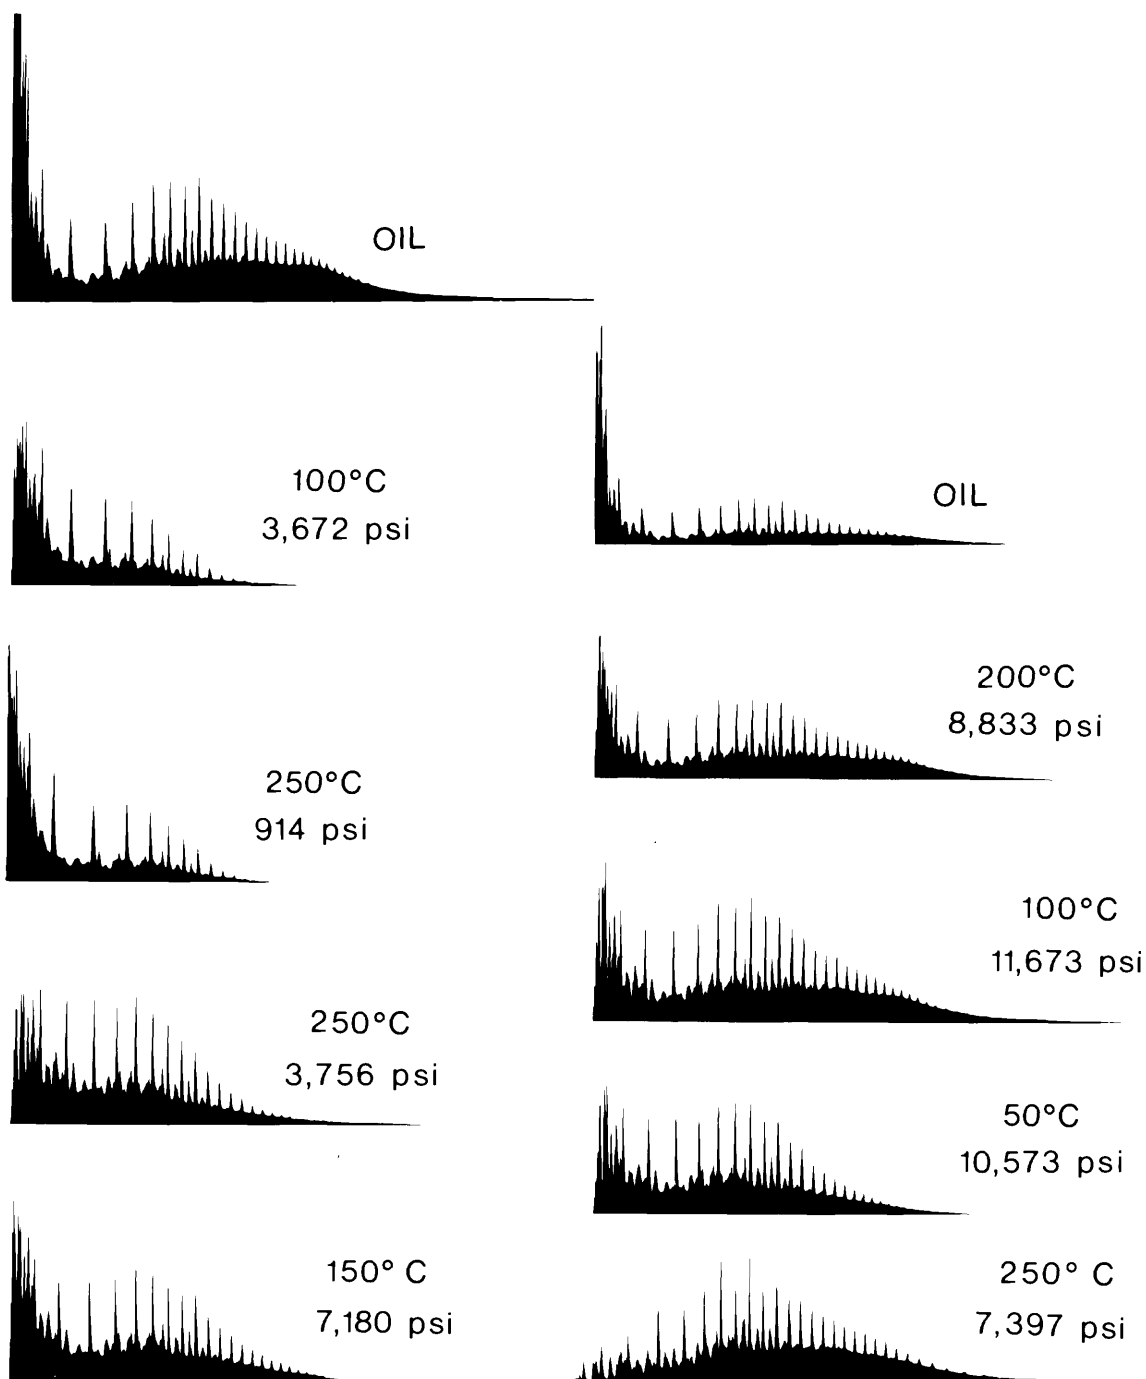 OIL
100°C
3,672 psi
250°C
914 psi
250°C
3,756 psi
150° C
7,180 psi
OIL
200°C
8,833 psi
100°C
11,673 psi
50°C
10,573 psi
250° C
7,397 psi